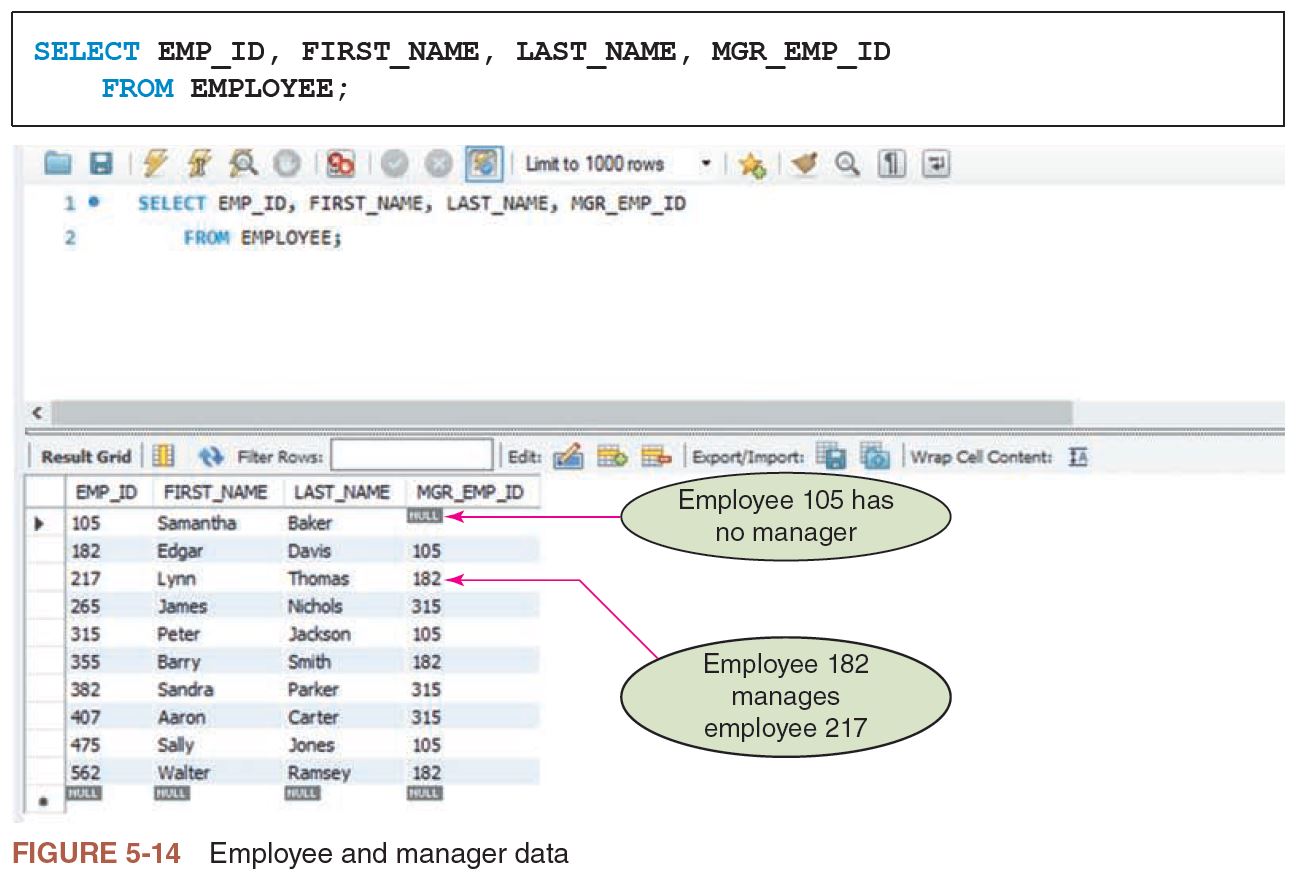 SELECT EMP_ID, FIRST_NAME, LAST_NAME, MGR_EMP_ID
FROM EMPLOYEE;
Limit to 1000 rows
1 SELECT EMP_ID, FIRST_NAME, LAST_NAME, MGR_EMP_ID
2 FROM EMPLOYEE;
Result Grid Filter Rows: Edit: Export/Import: Wrap Cell Content: IA
EMP_ID FIRST_NAME LAST_NAME MGR_EMP_ID
105 Samantha Baker NULL
182 Edgar Davis 105
217 Lynn Thomas 182
265 James Nichols 315
315 Peter Jackson 105
355 Barry Smith 182
382 Sandra Parker 315
407 Aaron Carter 315
475 Sally Jones 105
562 Walter Ramsey 182
NULL NULL NULL NULL
Employee 105 has
no manager
Employee 182
manages
employee 217
FIGURE 5-14 Employee and manager data